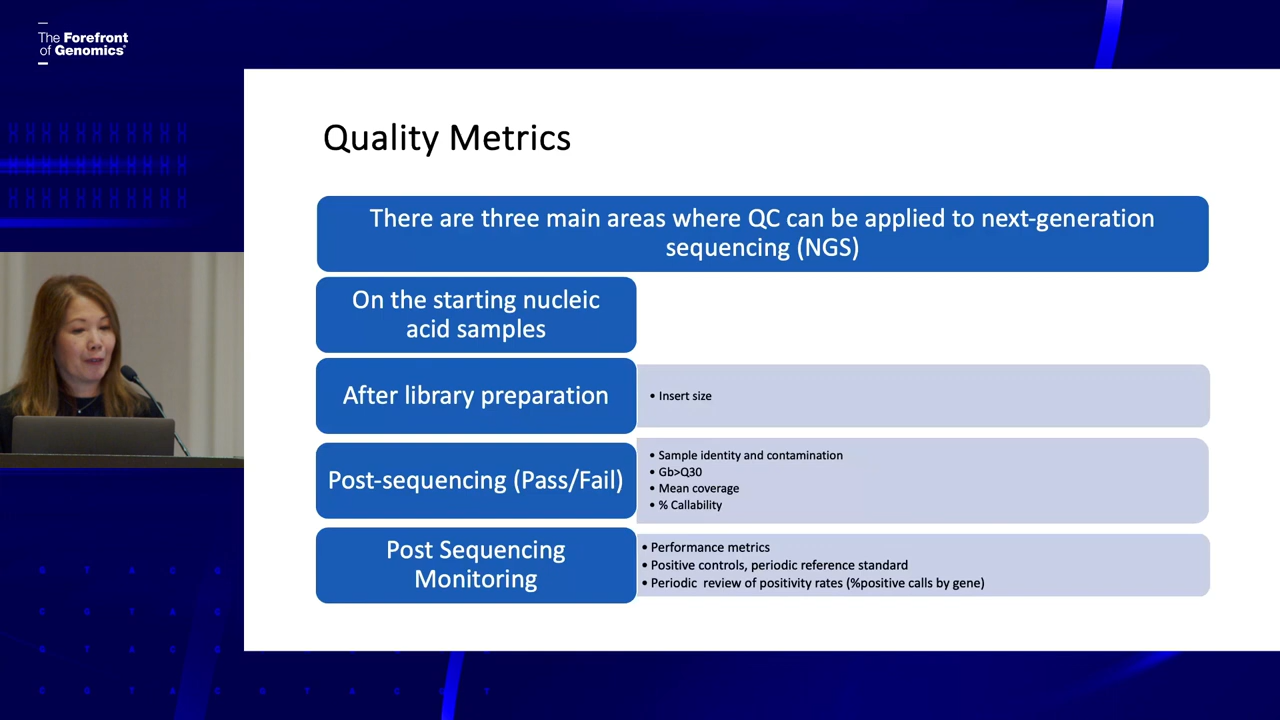 The Forefront
of Genomics®
Quality Metrics
There are three main areas where QC can be applied to next-generation
sequencing (NGS)
On the starting nucleic
acid samples
After library preparation
• Insert size
Post-sequencing (Pass/Fail)
• Sample identity and contamination
• Gb>Q30
• Mean coverage
• % Callability
Post Sequencing
Monitoring
• Performance metrics
• Positive controls, periodic reference standard
• Periodic review of positivity rates (%positive calls by gene)